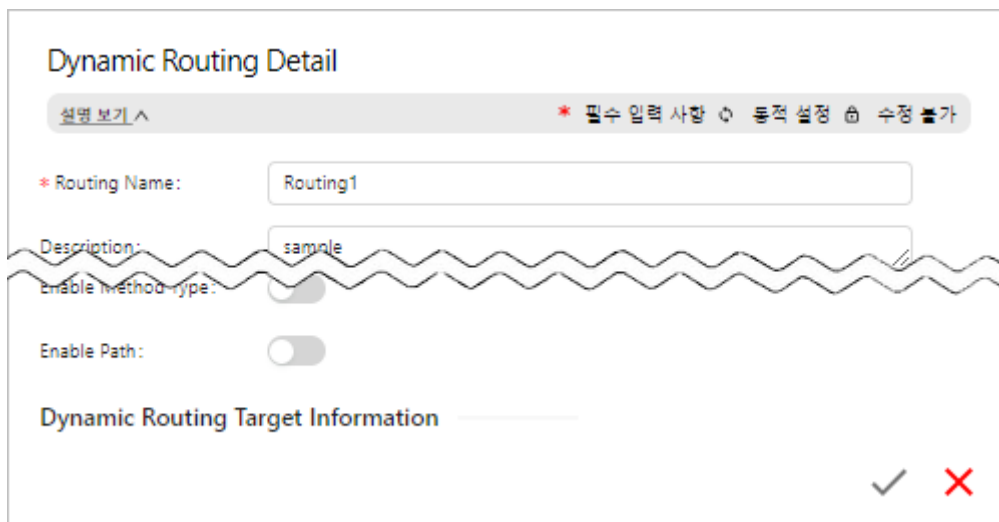 Dynamic Routing Detail
설명 보기 * 필수 입력 사항 동적 설정 수정 불가
* Routing Name: Routing1
Description: sample
Enable Method Type:
Enable Path:
Dynamic Routing Target Information